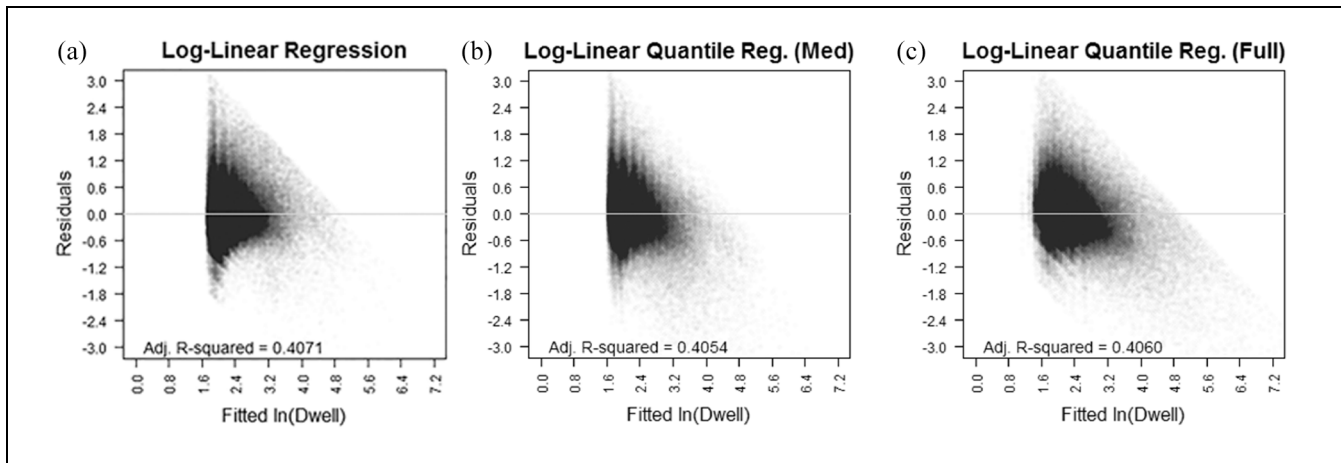 (a) Log-Linear Regression
Residuals
3.0
2.4
1.8
1.2
0.6
0.0
-0.6
-1.2
-1.8
-2.4
-3.0
Adj. R-squared = 0.4071
0.0 0.8 1.6 2.4 3.2 4.0 4.8 5.6 6.4 7.2
Fitted ln(Dwell)
(b) Log-Linear Quantile Reg. (Med)
Residuals
3.0
2.4
1.8
1.2
0.6
0.0
-0.6
-1.2
-1.8
-2.4
-3.0
Adj. R-squared = 0.4054
0.0 0.8 1.6 2.4 3.2 4.0 4.8 5.6 6.4 7.2
Fitted ln(Dwell)
(c) Log-Linear Quantile Reg. (Full)
Residuals
3.0
2.4
1.8
1.2
0.6
0.0
-0.6
-1.2
-1.8
-2.4
-3.0
Adj. R-squared = 0.4060
0.0 0.8 1.6 2.4 3.2 4.0 4.8 5.6 6.4 7.2
Fitted ln(Dwell)